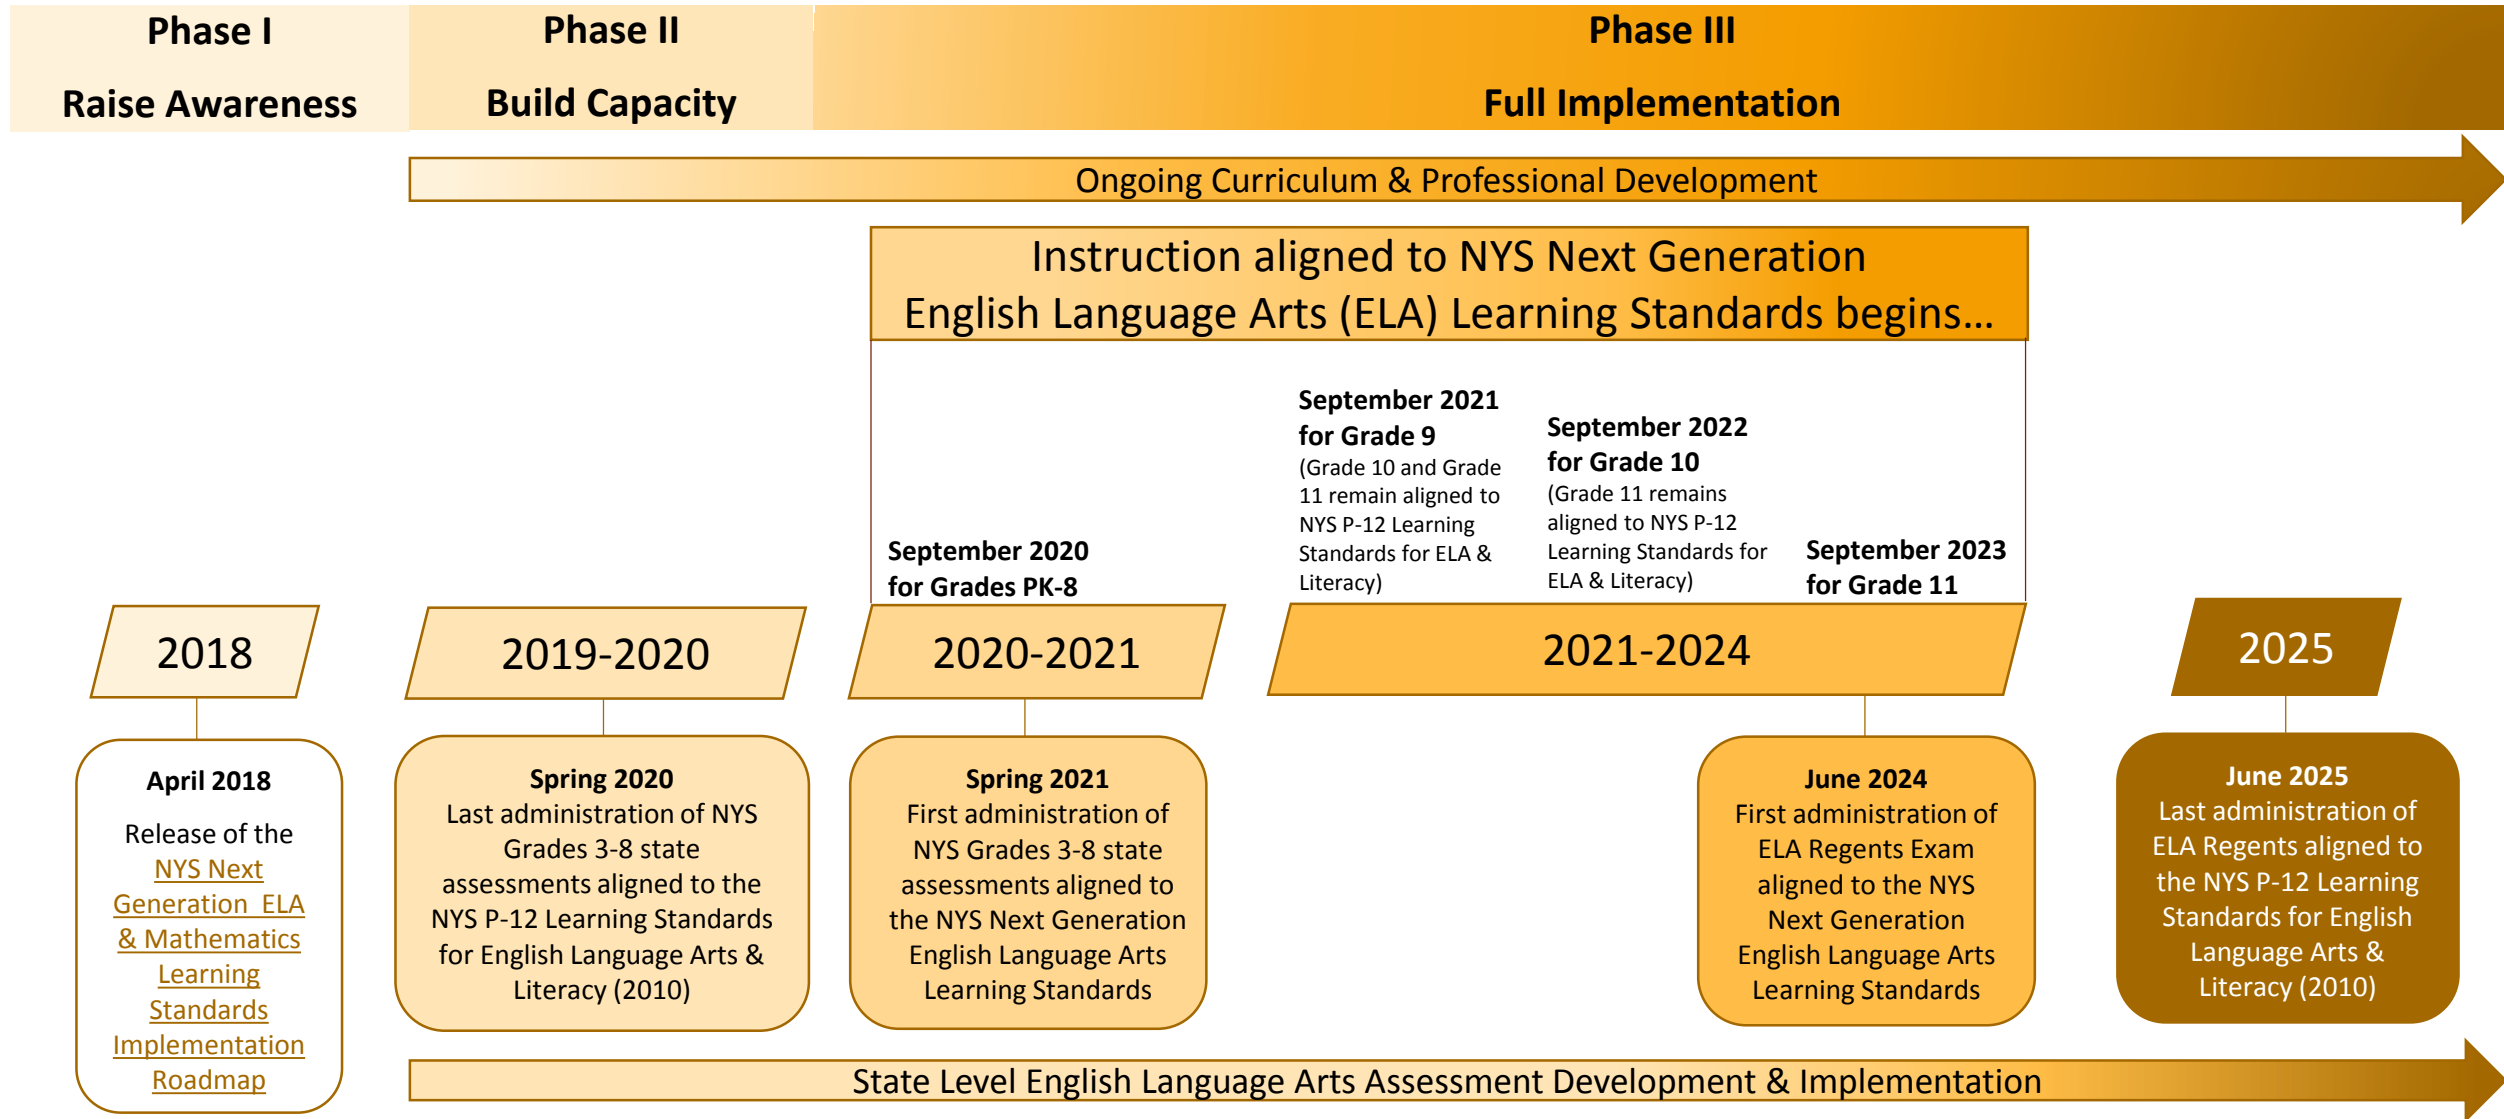 Phase I
Raise Awareness
Phase II
Build Capacity
Phase III
Full Implementation
Ongoing Curriculum & Professional Development
Instruction aligned to NYS Next Generation
English Language Arts (ELA) Learning Standards begins...
September 2020
for Grades PK-8
September 2021
for Grade 9
(Grade 10 and Grade
11 remain aligned to
NYS P-12 Learning
Standards for ELA &
Literacy)
September 2022
for Grade 10
(Grade 11 remains
aligned to NYS P-12
Learning Standards for
ELA & Literacy)
September 2023
for Grade 11
2018
2019-2020
2020-2021
2021-2024
2025
April 2018
Release of the
NYS Next
Generation ELA
& Mathematics
Learning
Standards
Implementation
Roadmap
Spring 2020
Last administration of NYS
Grades 3-8 state
assessments aligned to the
NYS P-12 Learning Standards
for English Language Arts &
Literacy (2010)
Spring 2021
First administration of
NYS Grades 3-8 state
assessments aligned to
the NYS Next Generation
English Language Arts
Learning Standards
June 2024
First administration of
ELA Regents Exam
aligned to the NYS
Next Generation
English Language Arts
Learning Standards
June 2025
Last administration of
ELA Regents aligned to
the NYS P-12 Learning
Standards for English
Language Arts &
Literacy (2010)
State Level English Language Arts Assessment Development & Implementation